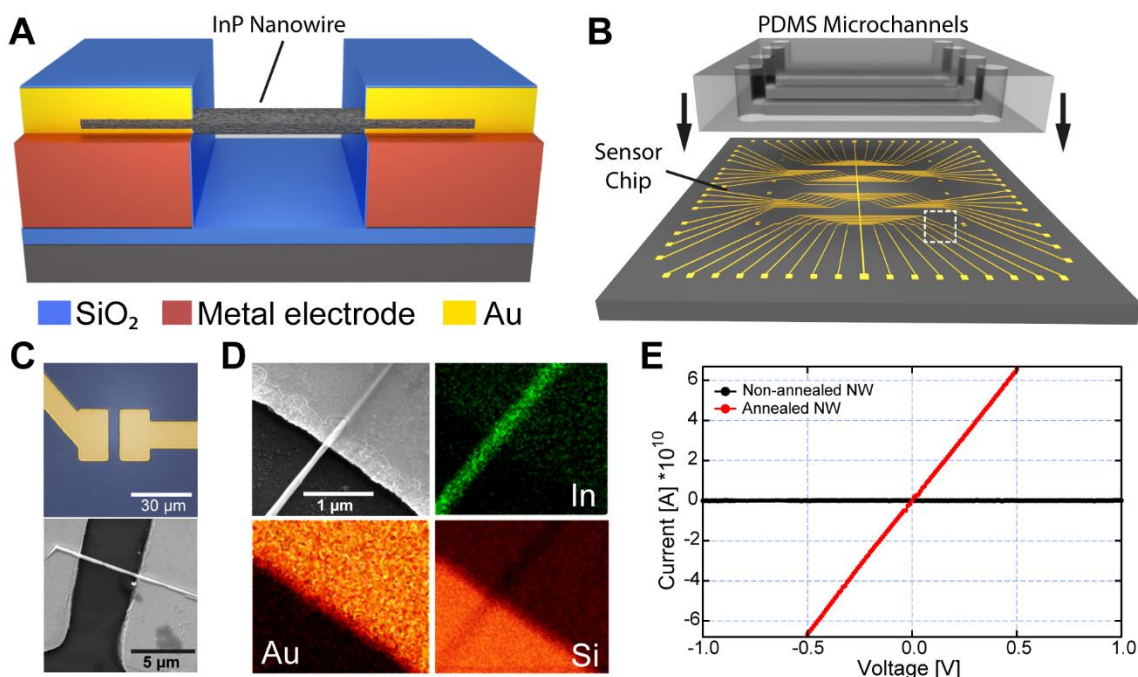 A
InP Nanowire
SiO₂
Metal electrode
Au
B
PDMS Microchannels
Sensor
Chip
C
30 µm
5 µm
D
1 µm
In
Au
Si
E
Current [A] *10¹⁰
6
4
2
0
-2
-4
-6
Non-annealed NW
Annealed NW
-1.0
-0.5
0.0
0.5
1.0
Voltage [V]